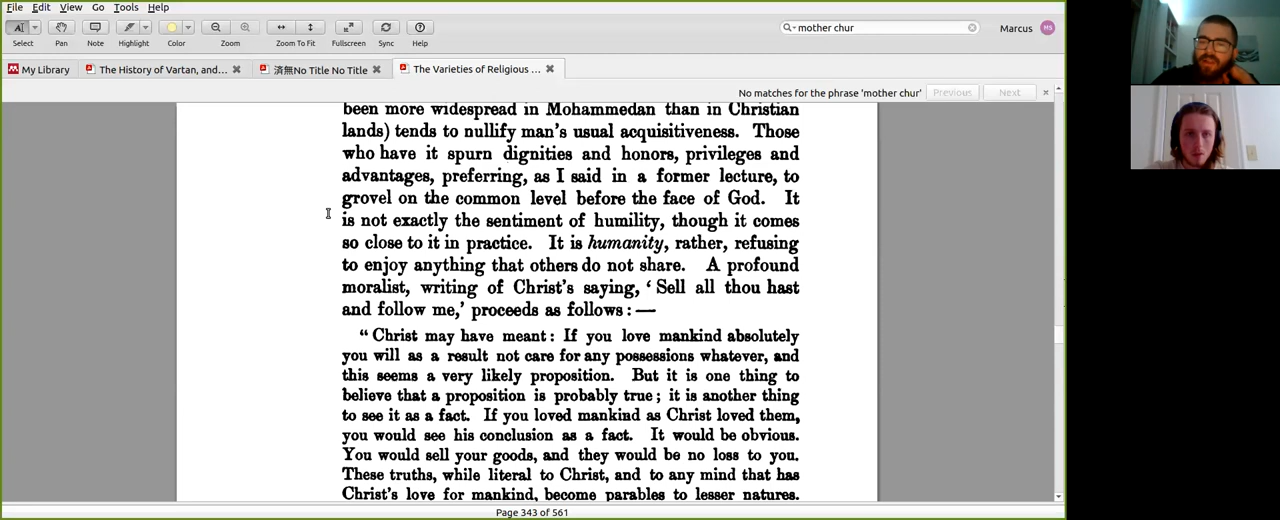 File Edit View Go Tools Help
Select Pan Note Highlight Color Zoom Zoom To Fit Fullscreen Sync Help
mother chur
Marcus MS
My Library
The History of Vartan, and...
済無No Title No Title
The Varieties of Religious ...
No matches for the phrase 'mother chur' Previous Next
been more widespread in Mohammedan than in Christian
lands) tends to nullify man's usual acquisitiveness. Those
who have it spurn dignities and honors, privileges and
advantages, preferring, as I said in a former lecture, to
grovel on the common level before the face of God. It
is not exactly the sentiment of humility, though it comes
so close to it in practice. It is humanity, rather, refusing
to enjoy anything that others do not share. A profound
moralist, writing of Christ's saying, ‘Sell all thou hast
and follow me,’ proceeds as follows: —
“Christ may have meant: If you love mankind absolutely
you will as a result not care for any possessions whatever, and
this seems a very likely proposition. But it is one thing to
believe that a proposition is probably true; it is another thing
to see it as a fact. If you loved mankind as Christ loved them,
you would see his conclusion as a fact. It would be obvious.
You would sell your goods, and they would be no loss to you.
These truths, while literal to Christ, and to any mind that has
Christ's love for mankind, become parables to lesser natures.
Page 343 of 561